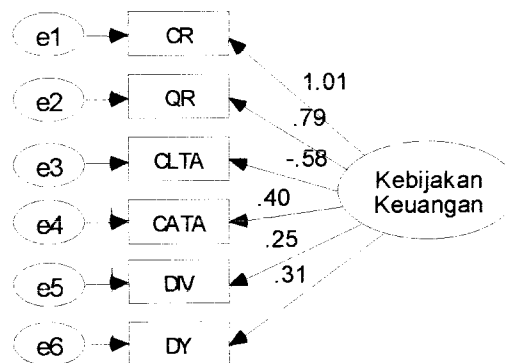 e1
CR
e2
QR
e3
CLTA
e4
CATA
e5
DIV
e6
DY
1.01
.79
-.58
.40
.25
.31
Kebijakan
Keuangan